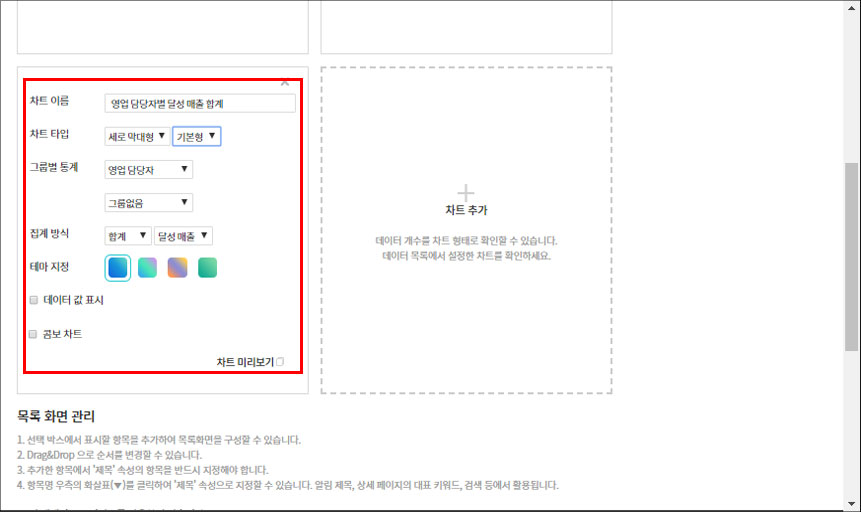 차트 이름
영업 담당자별 달성 매출 합계
차트 타입
세로 막대형 ▼ 기본형 ▼
그룹별 통계
영업 담당자 ▼
그룹없음 ▼
집계 방식
합계 ▼ 달성 매출 ▼
테마 지정
데이터 값 표시
콤보 차트
차트 미리보기
차트 추가
데이터 개수를 차트 형태로 확인할 수 있습니다.
데이터 목록에서 설정한 차트를 확인하세요.
목록 화면 관리
1. 선택 박스에서 표시할 항목을 추가하여 목록화면을 구성할 수 있습니다.
2. Drag&Drop 으로 순서를 변경할 수 있습니다.
3. 추가한 항목에서 '제목' 속성의 항목을 반드시 지정해야 합니다.
4. 항목명 우측의 화살표(▼)를 클릭하여 '제목' 속성으로 지정할 수 있습니다. 알림 제목, 상세 페이지의 대표 키워드, 검색 등에서 활용됩니다.